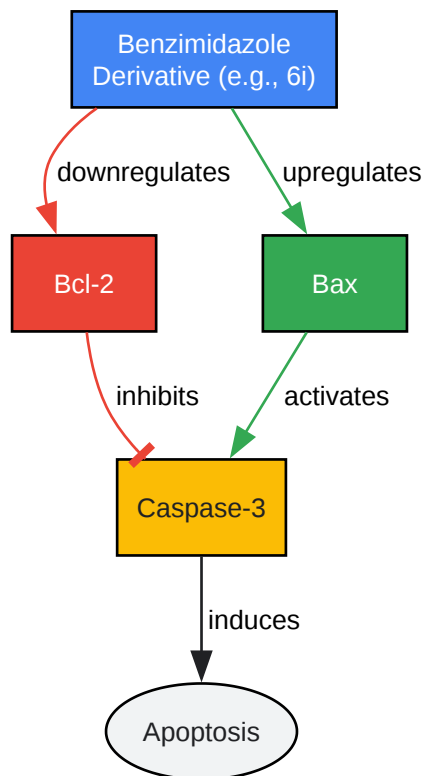 Benzimidazole
Derivative (e.g., 6i)
downregulates
upregulates
Bcl-2
Bax
inhibits
activates
Caspase-3
induces
Apoptosis